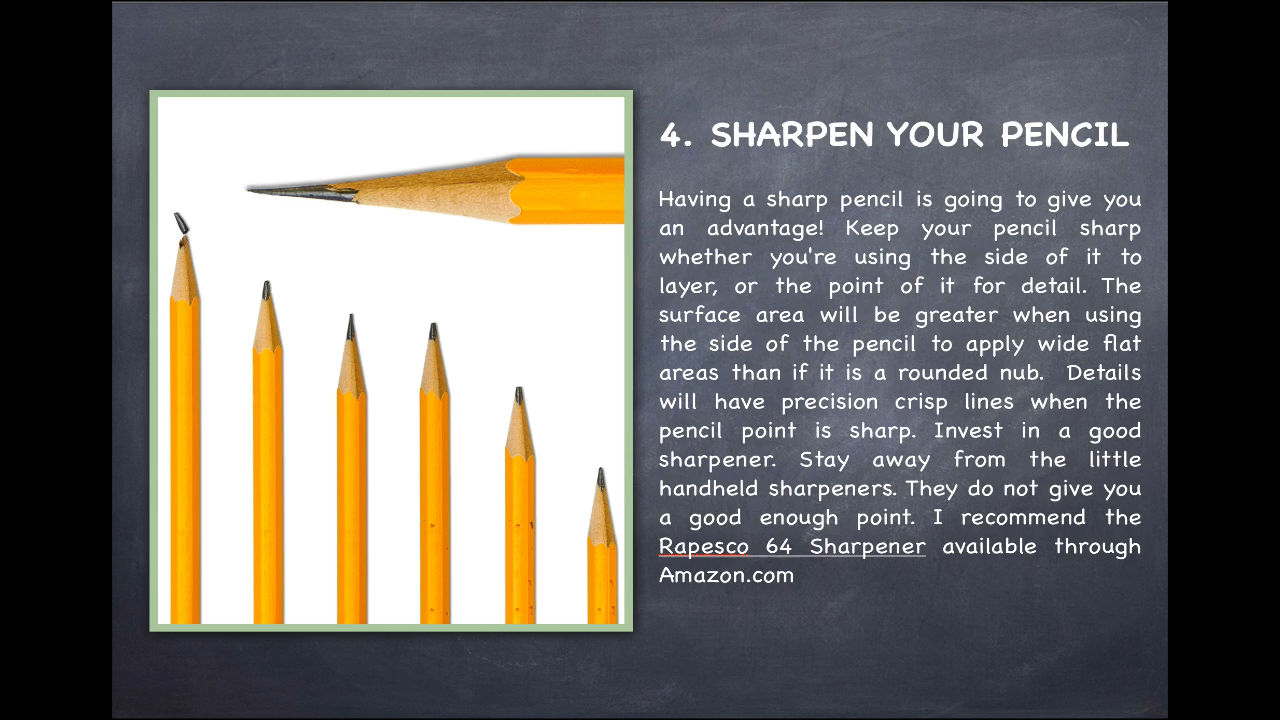 4. SHARPEN YOUR PENCIL
Having a sharp pencil is going to give you
an advantage! Keep your pencil sharp
whether you're using the side of it to
layer, or the point of it for detail. The
surface area will be greater when using
the side of the pencil to apply wide flat
areas than if it is a rounded nub.  Details
will have precision crisp lines when the
pencil point is sharp. Invest in a good
sharpener. Stay away from the little
handheld sharpeners. They do not give you
a good enough point. I recommend the
Rapesco 64 Sharpener available through
Amazon.com